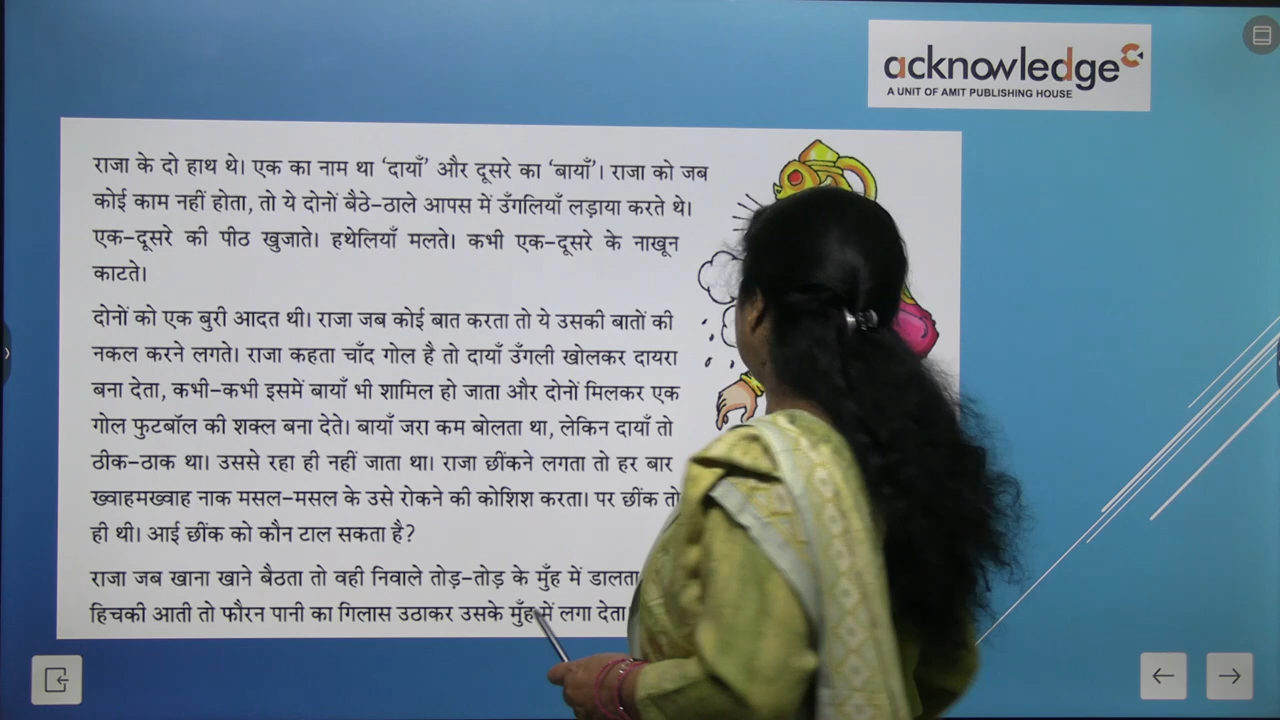 acknowledge
A UNIT OF AMIT PUBLISHING HOUSE
राजा के दो हाथ थे। एक का नाम था ‘दायाँ’ और दूसरे का ‘बायाँ’। राजा को जब
कोई काम नहीं होता, तो ये दोनों बैठे-ठाले आपस में उँगलियाँ लड़ाया करते थे।
एक-दूसरे की पीठ खुजाते। हथेलियाँ मलते। कभी एक-दूसरे के नाखून
काटते।
दोनों को एक बुरी आदत थी। राजा जब कोई बात करता तो ये उसकी बातों की
नकल करने लगते। राजा कहता चाँद गोल है तो दायाँ उँगली खोलकर दायरा
बना देता, कभी-कभी इसमें बायाँ भी शामिल हो जाता और दोनों मिलकर एक
गोल फुटबॉल की शक्ल बना देते। बायाँ जरा कम बोलता था, लेकिन दायाँ तो
ठीक-ठाक था। उससे रहा ही नहीं जाता था। राजा छींकने लगता तो हर बार
ख्वाहमख्वाह नाक मसल-मसल के उसे रोकने की कोशिश करता। पर छींक तो
ही थी। आई छींक को कौन टाल सकता है?
राजा जब खाना खाने बैठता तो वही निवाले तोड़-तोड़ के मुँह में डालता
हिचकी आती तो फौरन पानी का गिलास उठाकर उसके मुँह में लगा देता